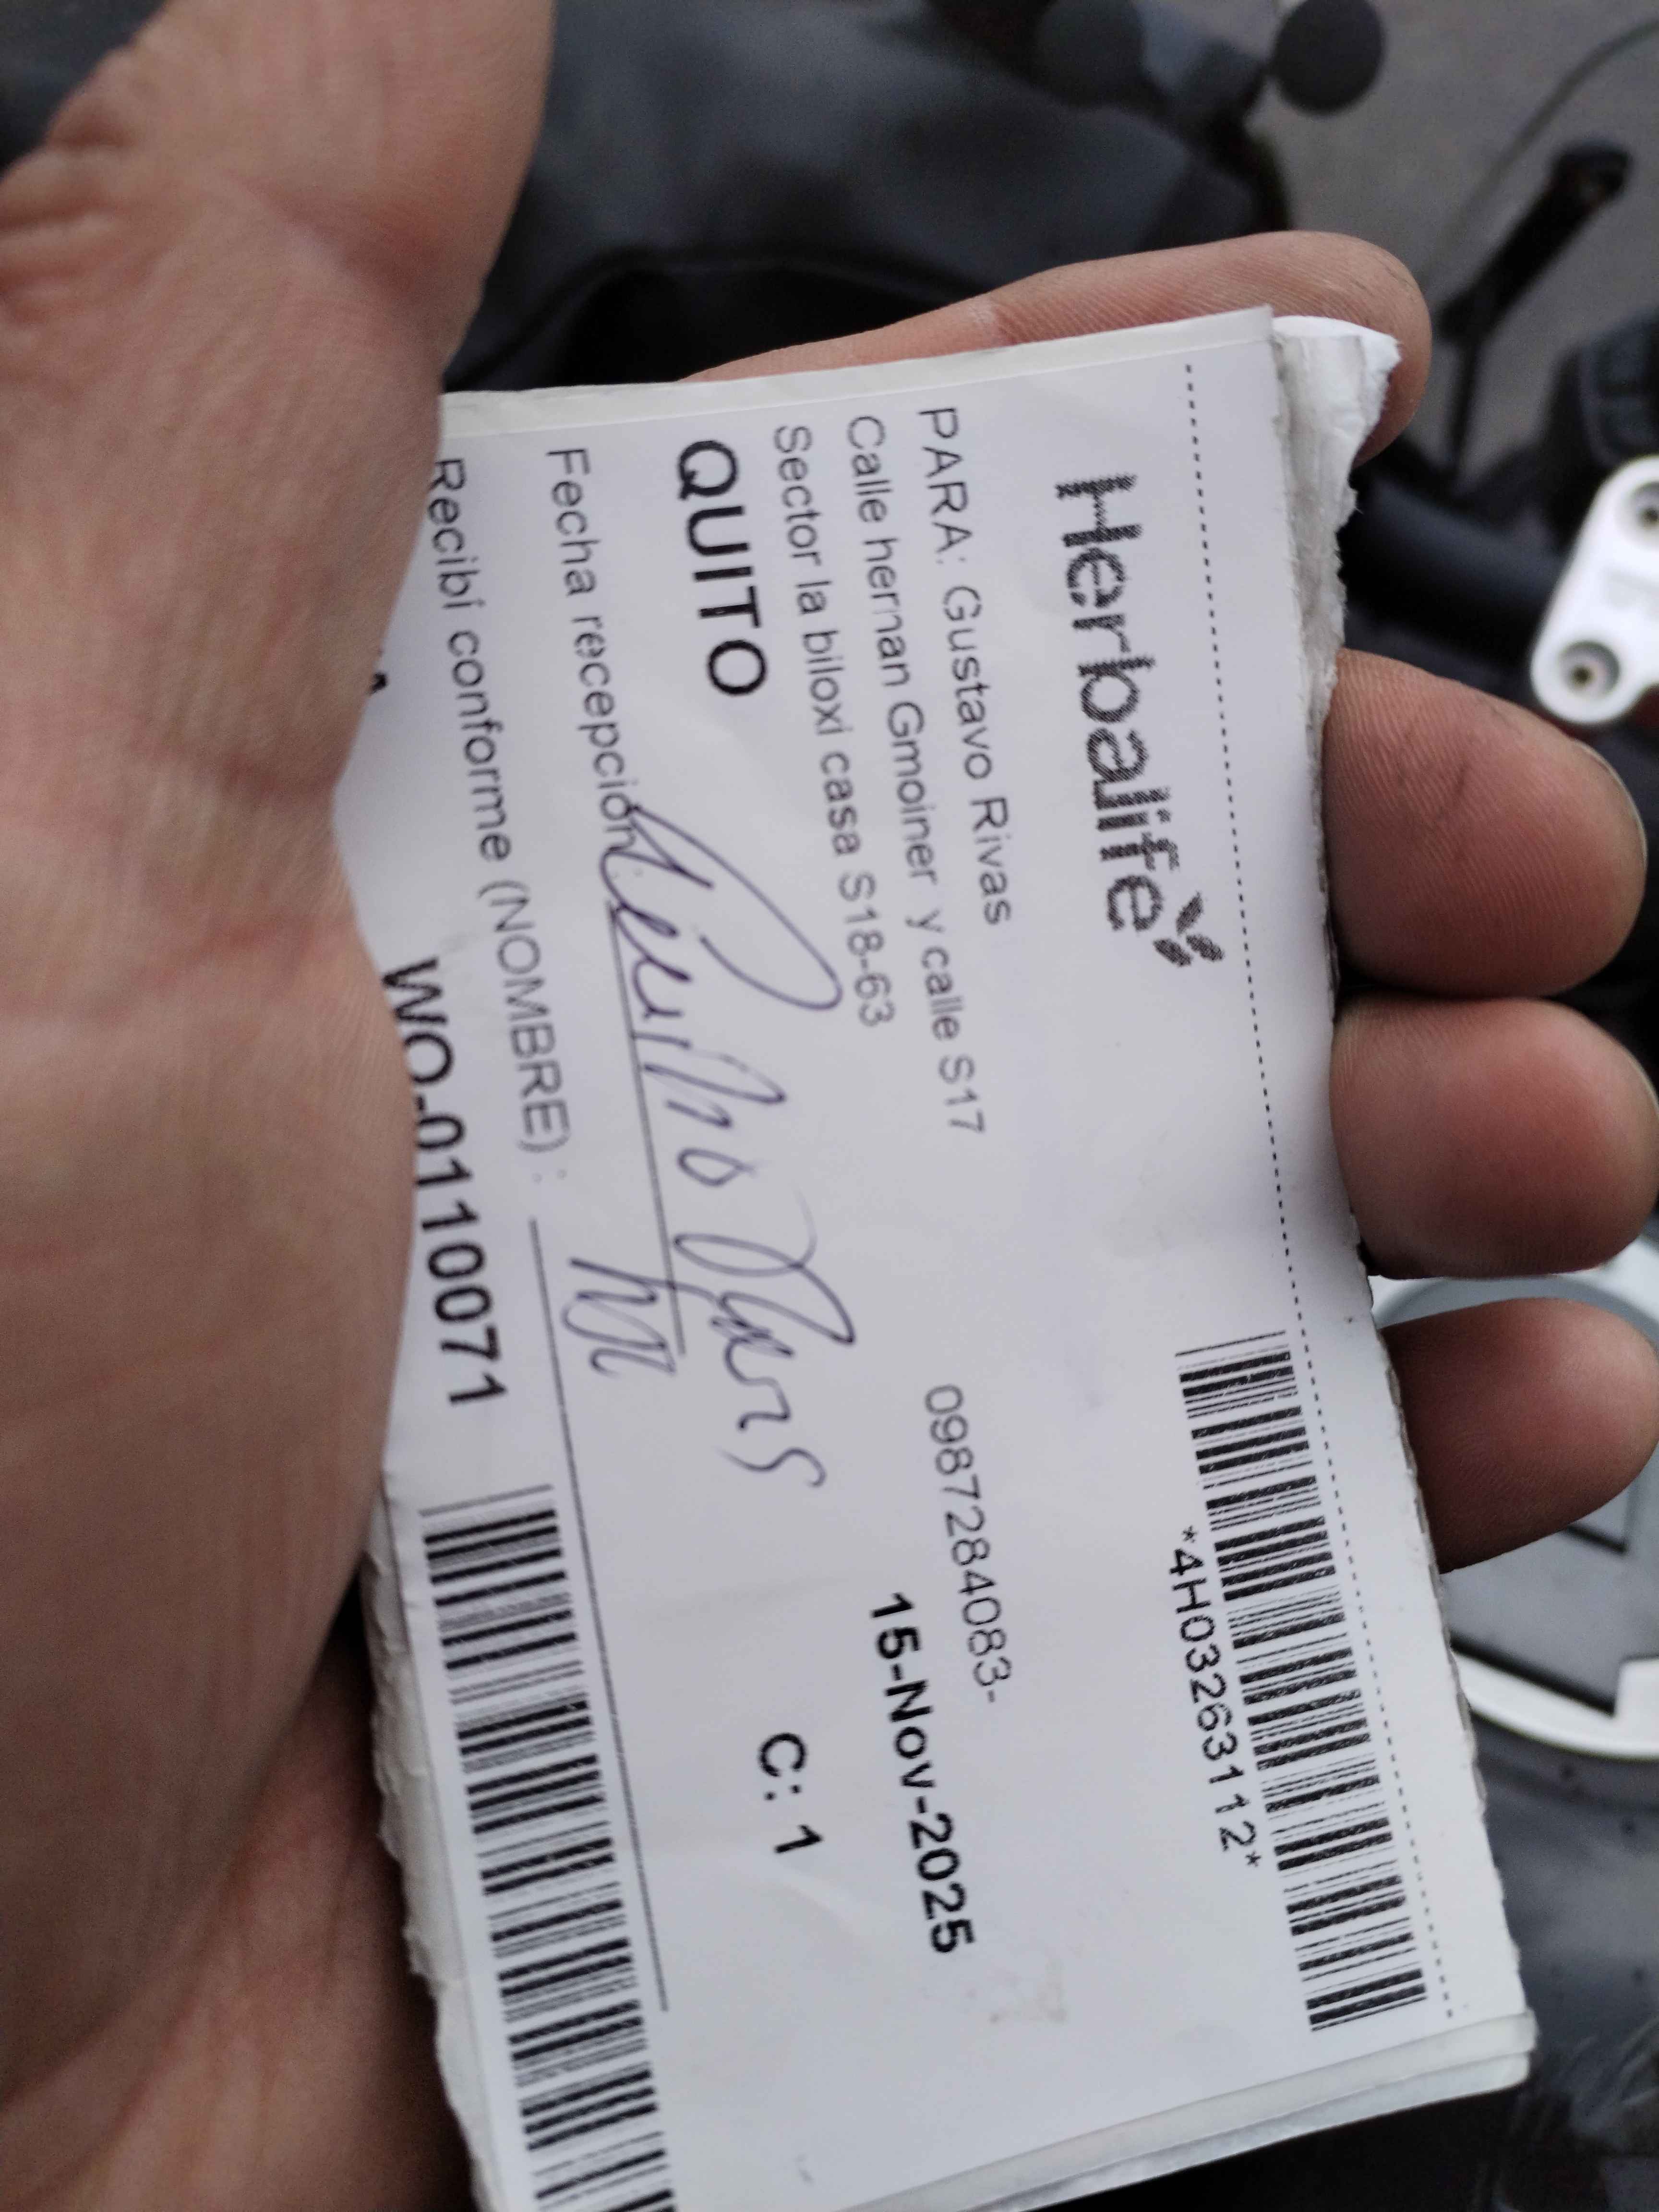 Herbalife
*4H03263112*
PARA: Gustavo Rivas
0987284083-
Calle hernan Gmoiner y calle S17
15-Nov-2025
Sector la biloxi casa S18-63
QUITO
C: 1
Fecha recepción:
Recibí conforme (NOMBRE) :
WO-0110071